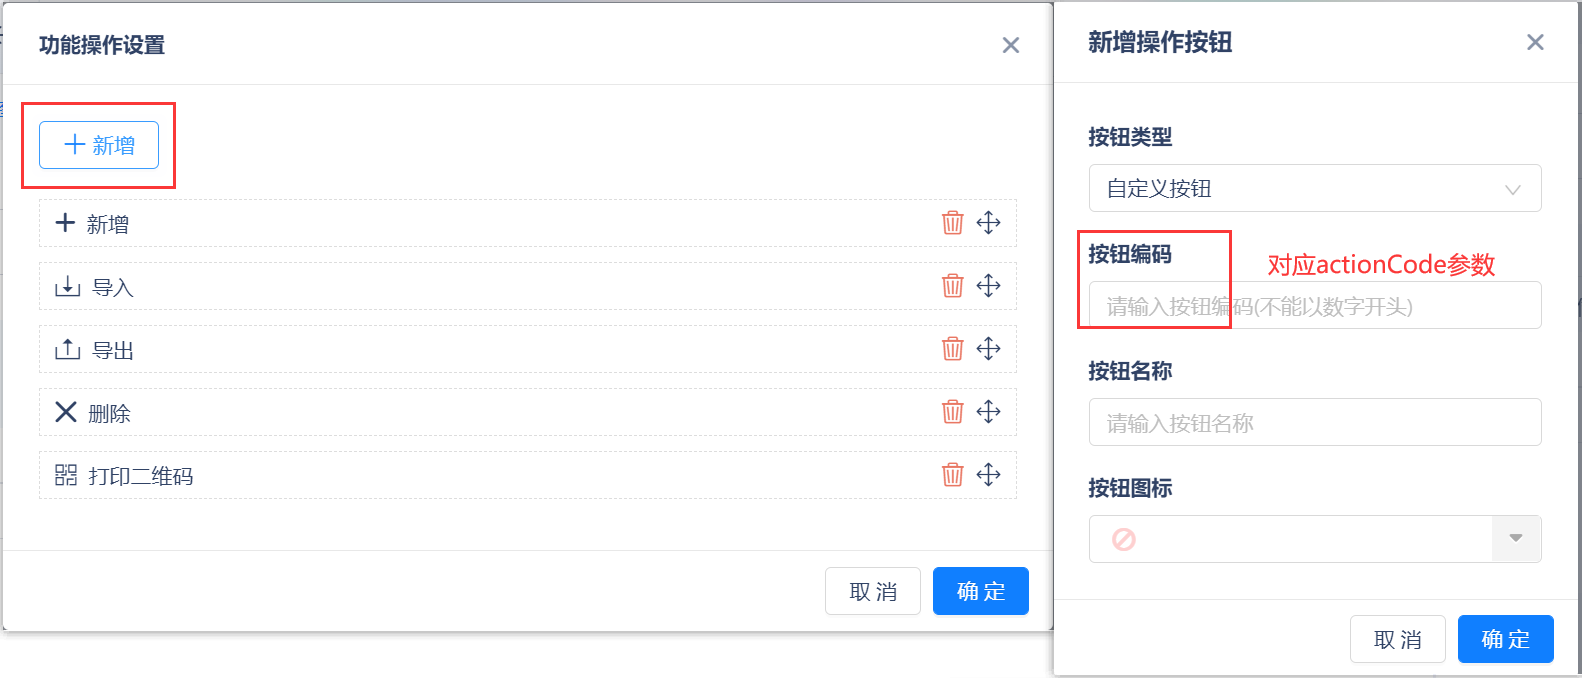 功能操作设置
新增
新增
导入
导出
删除
打印二维码
取消
确定
新增操作按钮
按钮类型
自定义按钮
按钮编码
对应actionCode参数
请输入按钮编码(不能以数字开头)
按钮名称
请输入按钮名称
按钮图标
取消
确定